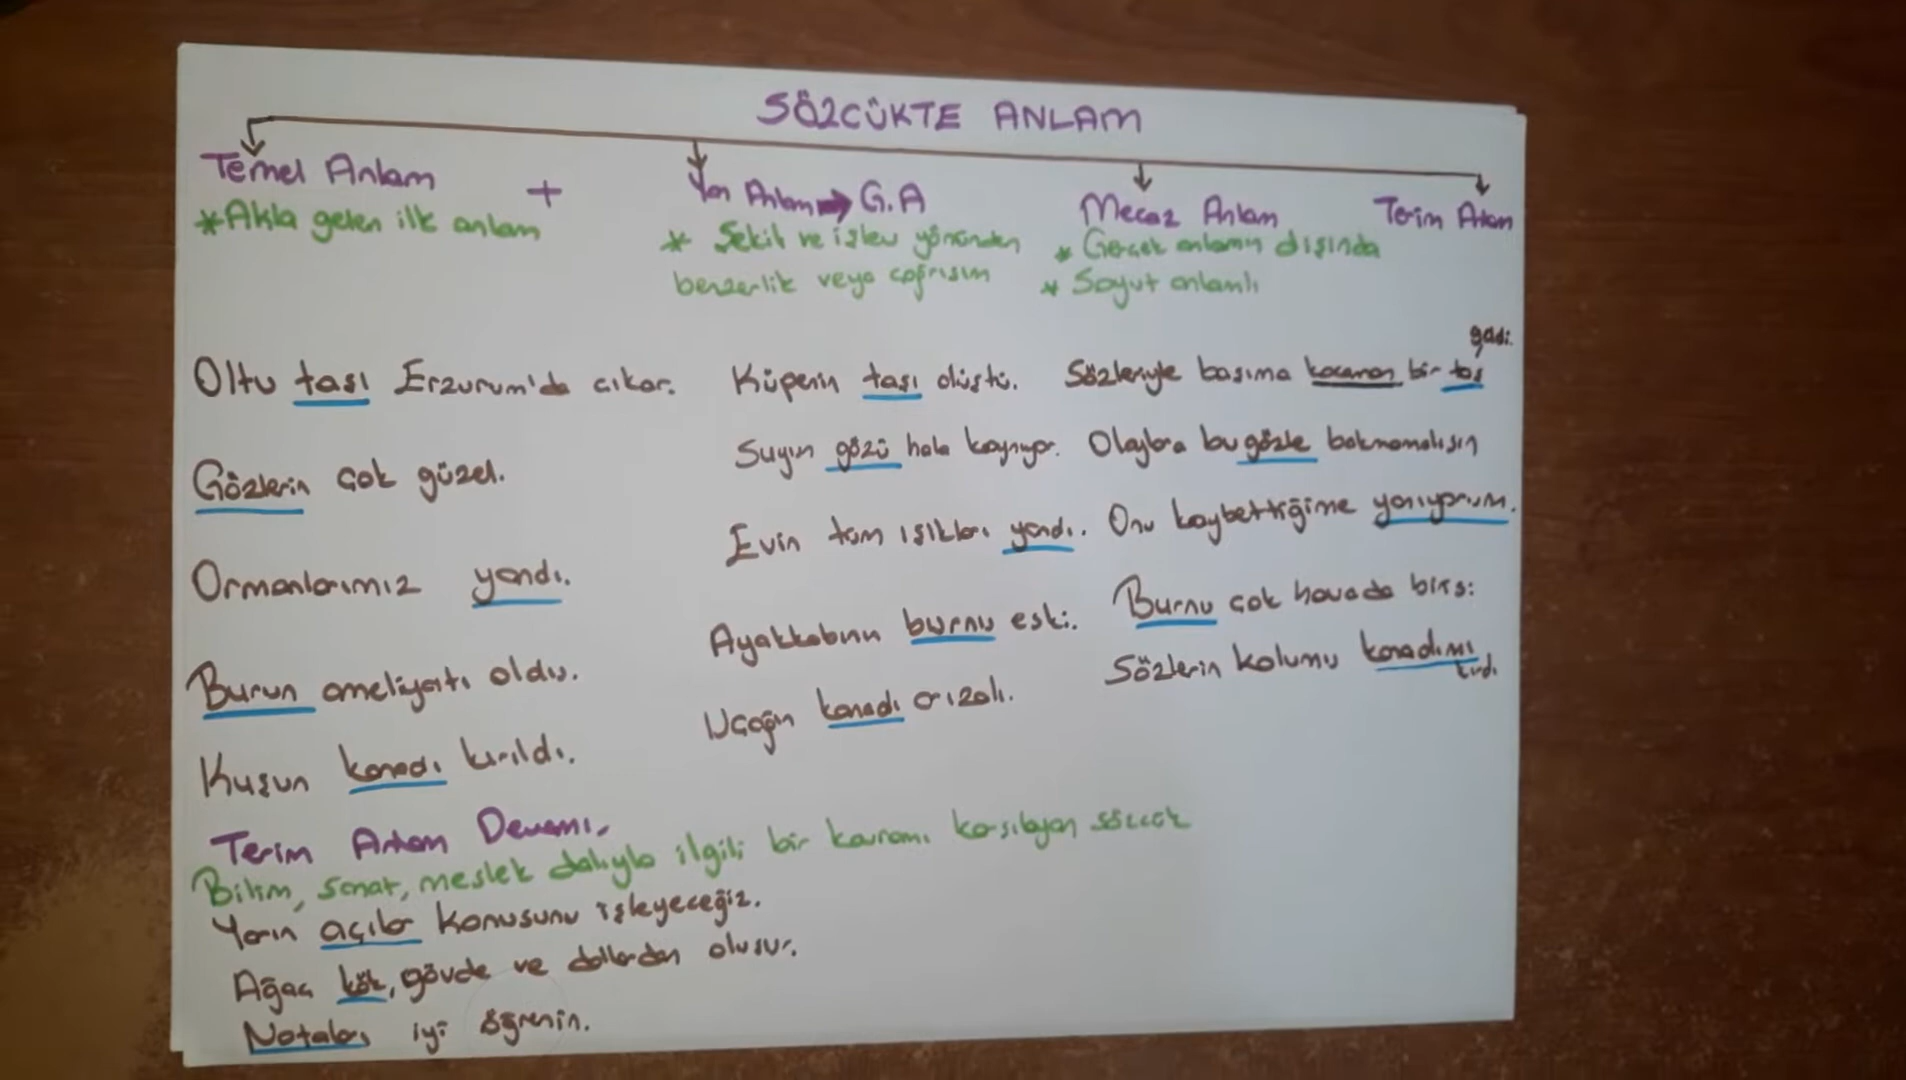 SÖZCÜKTE ANLAM
Temel Anlam + Yan Anlam → G.A Mecaz Anlam Terim Anlam
*Akla gelen ilk anlam
* Şekil ve işlev yönünden
benzerlik veya çağrışım
* Gerçek anlamın dışında
* Soyut anlamlı
Oltu taşı Erzurum'da çıkar.
Gözlerin çok güzel.
Ormanlarımız yandı.
Burun ameliyatı oldu.
Kuşun kanadı kırıldı.
Küpenin taşı düştü.
Suyun gözü hala kaynıyor.
Evin tüm ışıkları yandı.
Ayakkabının burnu eski.
Uçağın kanadı arızalı.
Sözleriyle başıma kocaman bir taş
Olaylara bu gözle bakmamalısın
Onu kaybettiğime yanıyorum.
Burnu çok havada birisi
Sözlerin kolumu kanadımı
kırdı.
Terim Anlam Devamı.
Bilim, sanat, meslek dalıyla ilgili bir kavramı karşılayan sözcük
Yarın açılar konusunu işleyeceğiz.
Ağaç kök, gövde ve dallardan oluşur.
Notaları iyi öğrenin.